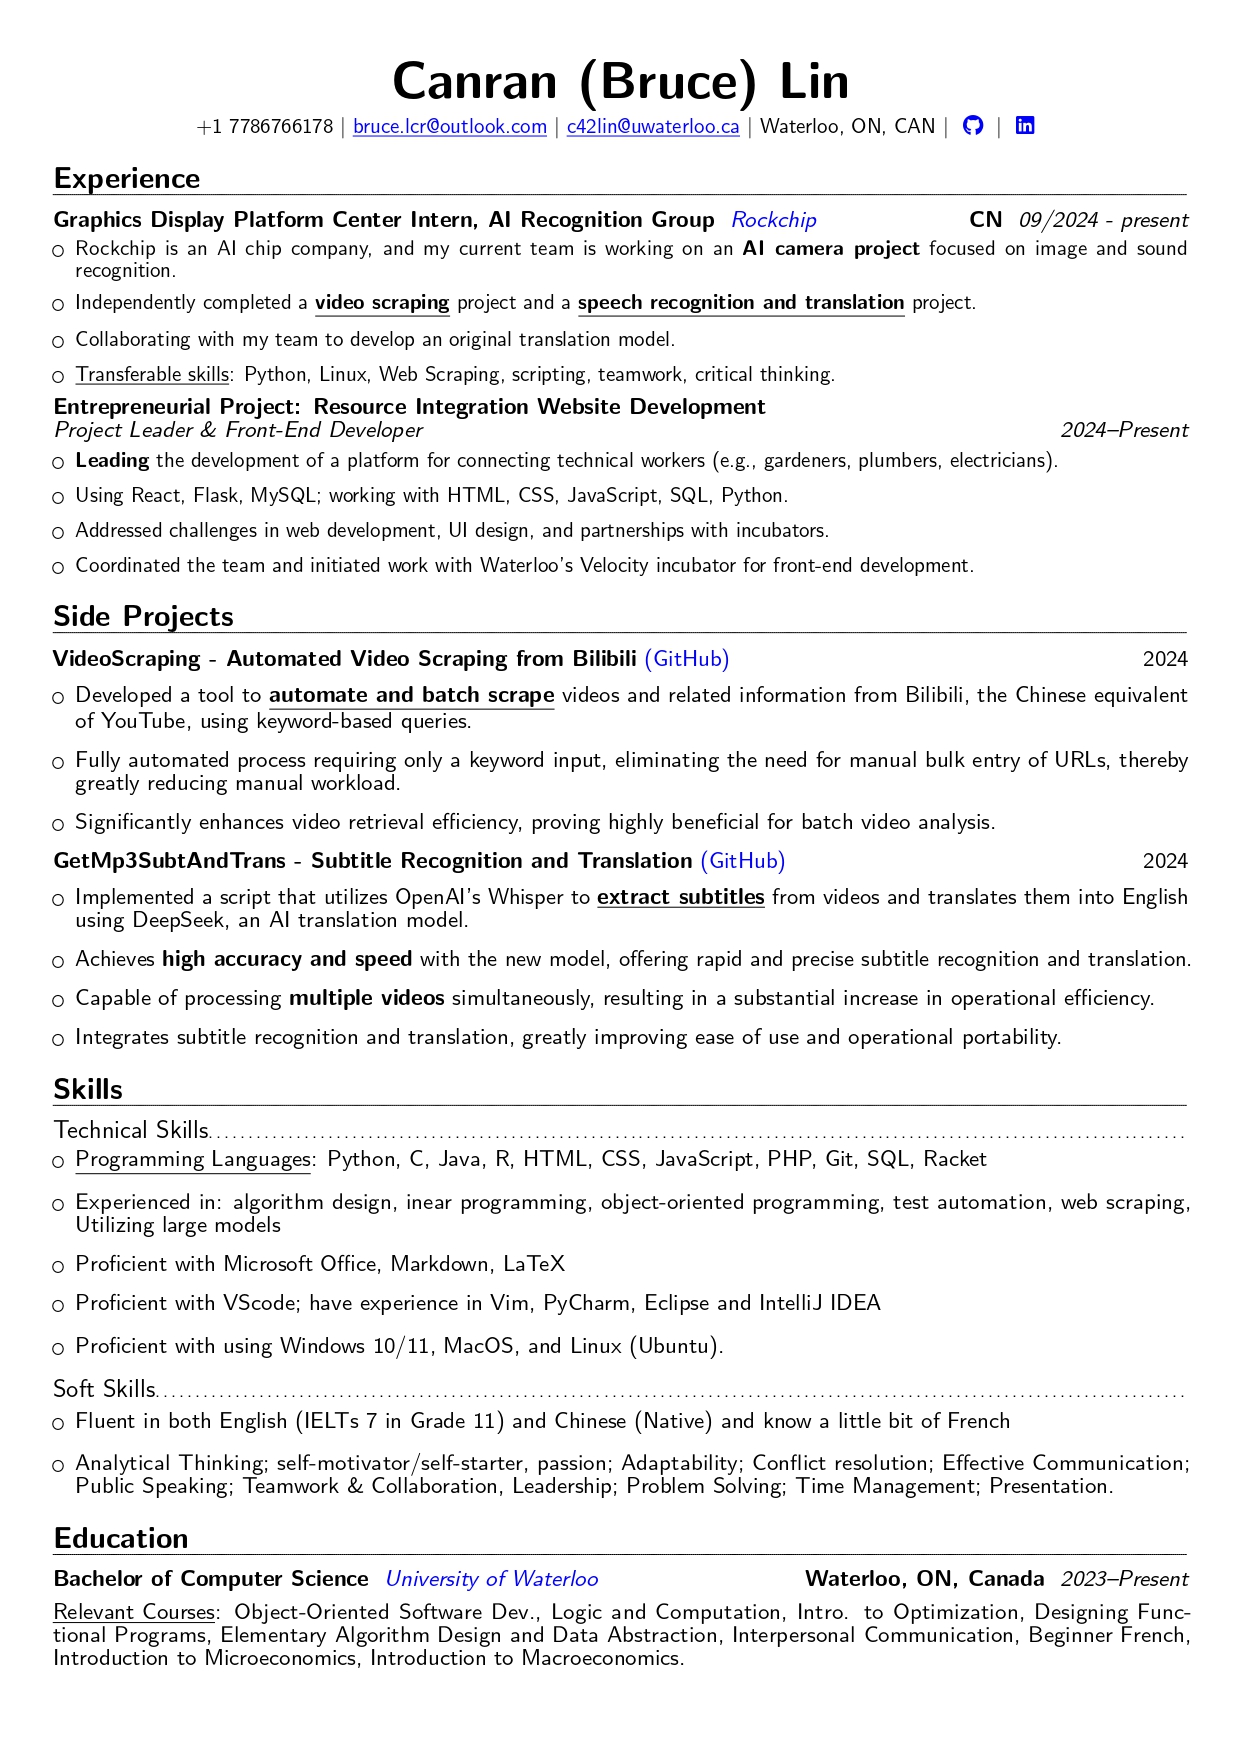 Canran (Bruce) Lin
+1 7786766178 | bruce.lcr@outlook.com | c42lin@uwaterloo.ca | Waterloo, ON, CAN | |
Experience
Graphics Display Platform Center Intern, AI Recognition Group Rockchip CN 09/2024 - present
○ Rockchip is an AI chip company, and my current team is working on an AI camera project focused on image and sound
recognition.
○ Independently completed a video scraping project and a speech recognition and translation project.
○ Collaborating with my team to develop an original translation model.
○ Transferable skills: Python, Linux, Web Scraping, scripting, teamwork, critical thinking.
Entrepreneurial Project: Resource Integration Website Development
Project Leader & Front-End Developer 2024–Present
○ Leading the development of a platform for connecting technical workers (e.g., gardeners, plumbers, electricians).
○ Using React, Flask, MySQL; working with HTML, CSS, JavaScript, SQL, Python.
○ Addressed challenges in web development, UI design, and partnerships with incubators.
○ Coordinated the team and initiated work with Waterloo's Velocity incubator for front-end development.
Side Projects
VideoScraping - Automated Video Scraping from Bilibili (GitHub) 2024
○ Developed a tool to automate and batch scrape videos and related information from Bilibili, the Chinese equivalent
of YouTube, using keyword-based queries.
○ Fully automated process requiring only a keyword input, eliminating the need for manual bulk entry of URLs, thereby
greatly reducing manual workload.
○ Significantly enhances video retrieval efficiency, proving highly beneficial for batch video analysis.
GetMp3SubtAndTrans - Subtitle Recognition and Translation (GitHub) 2024
○ Implemented a script that utilizes OpenAI's Whisper to extract subtitles from videos and translates them into English
using DeepSeek, an AI translation model.
○ Achieves high accuracy and speed with the new model, offering rapid and precise subtitle recognition and translation.
○ Capable of processing multiple videos simultaneously, resulting in a substantial increase in operational efficiency.
○ Integrates subtitle recognition and translation, greatly improving ease of use and operational portability.
Skills
Technical Skills
○ Programming Languages: Python, C, Java, R, HTML, CSS, JavaScript, PHP, Git, SQL, Racket
○ Experienced in: algorithm design, inear programming, object-oriented programming, test automation, web scraping,
Utilizing large models
○ Proficient with Microsoft Office, Markdown, LaTeX
○ Proficient with VScode; have experience in Vim, PyCharm, Eclipse and IntelliJ IDEA
○ Proficient with using Windows 10/11, MacOS, and Linux (Ubuntu).
Soft Skills
○ Fluent in both English (IELTs 7 in Grade 11) and Chinese (Native) and know a little bit of French
○ Analytical Thinking; self-motivator/self-starter, passion; Adaptability; Conflict resolution; Effective Communication;
Public Speaking; Teamwork & Collaboration, Leadership; Problem Solving; Time Management; Presentation.
Education
Bachelor of Computer Science University of Waterloo Waterloo, ON, Canada 2023–Present
Relevant Courses: Object-Oriented Software Dev., Logic and Computation, Intro. to Optimization, Designing Func-
tional Programs, Elementary Algorithm Design and Data Abstraction, Interpersonal Communication, Beginner French,
Introduction to Microeconomics, Introduction to Macroeconomics.